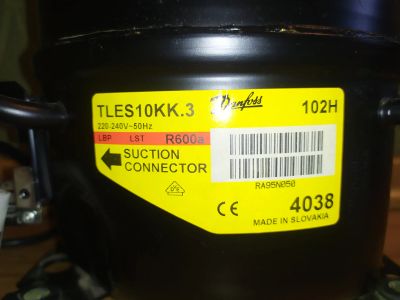 TLES10KK.3
Danfoss
102H
220-240V~50Hz
LBP LST R600a
SUCTION
CONNECTOR
RA95N050
CE
4038
MADE IN SLOVAKIA